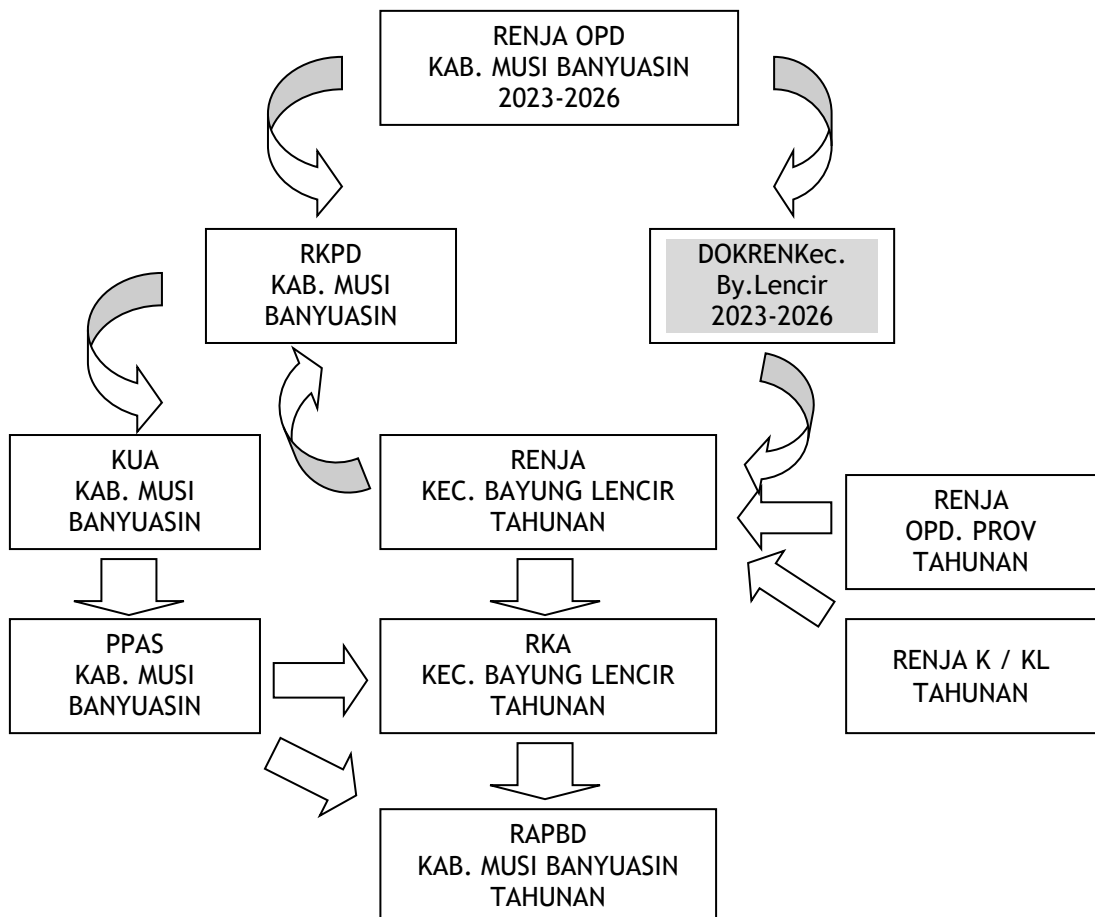 RENJA OPD
KAB. MUSI BANYUASIN
2023-2026
RKPD
KAB. MUSI
BANYUASIN
DOKRENKec.
By.Lencir
2023-2026
KUA
KAB. MUSI
BANYUASIN
RENJA
KEC. BAYUNG LENCIR
TAHUNAN
RENJA
OPD. PROV
TAHUNAN
PPAS
KAB. MUSI
BANYUASIN
RKA
KEC. BAYUNG LENCIR
TAHUNAN
RENJA K / KL
TAHUNAN
RAPBD
KAB. MUSI BANYUASIN
TAHUNAN